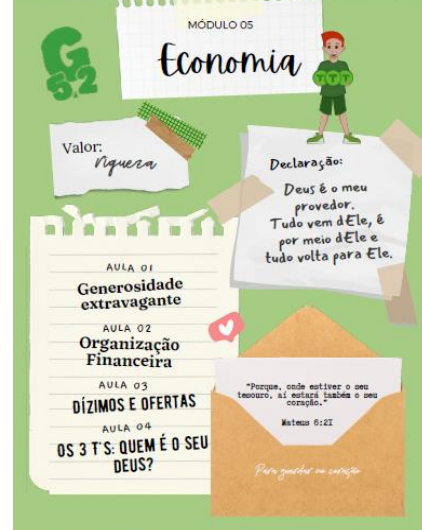 MÓDULO 05
Economia
G
5.2
TTT
Valor:
riqueza
Declaração:
Deus é o meu
provedor.
Tudo vem dEle, é
por meio dEle e
tudo volta para Ele.
AULA 01
Generosidade
extravagante
AULA 02
Organização
Financeira
AULA 03
DÍZIMOS E OFERTAS
AULA 04
OS 3 T'S: QUEM É O SEU
DEUS?
"Porque, onde estiver o seu
tesouro, aí estará também o seu
coração."
Mateus 6:21
Para guardar no coração